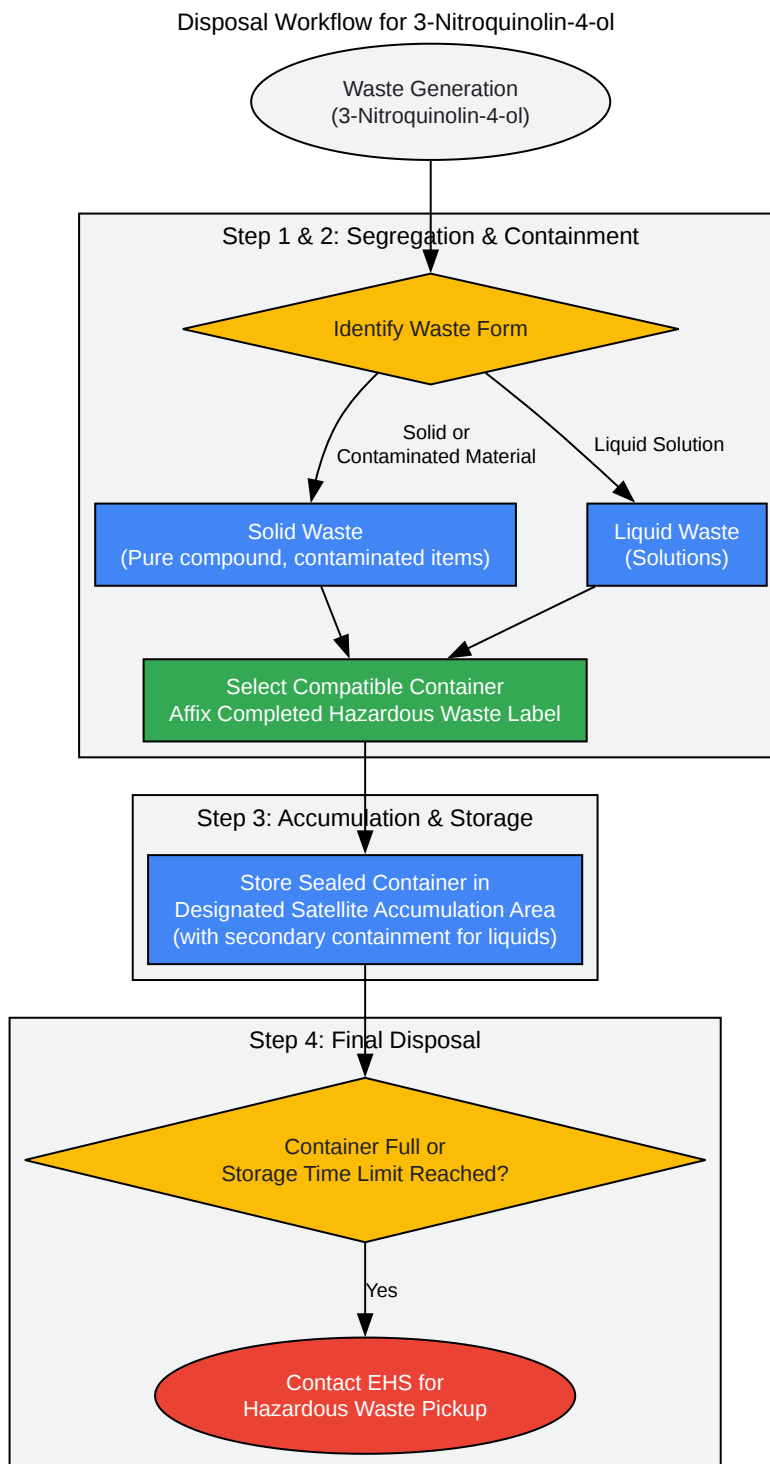 Disposal Workflow for 3-Nitroquinolin-4-ol
Waste Generation
(3-Nitroquinolin-4-ol)
Step 1 & 2: Segregation & Containment
Identify Waste Form
Solid or
Contaminated Material
Liquid Solution
Solid Waste
(Pure compound, contaminated items)
Liquid Waste
(Solutions)
Select Compatible Container
Affix Completed Hazardous Waste Label
Step 3: Accumulation & Storage
Store Sealed Container in
Designated Satellite Accumulation Area
(with secondary containment for liquids)
Step 4: Final Disposal
Container Full or
Storage Time Limit Reached?
Yes
Contact EHS for
Hazardous Waste Pickup